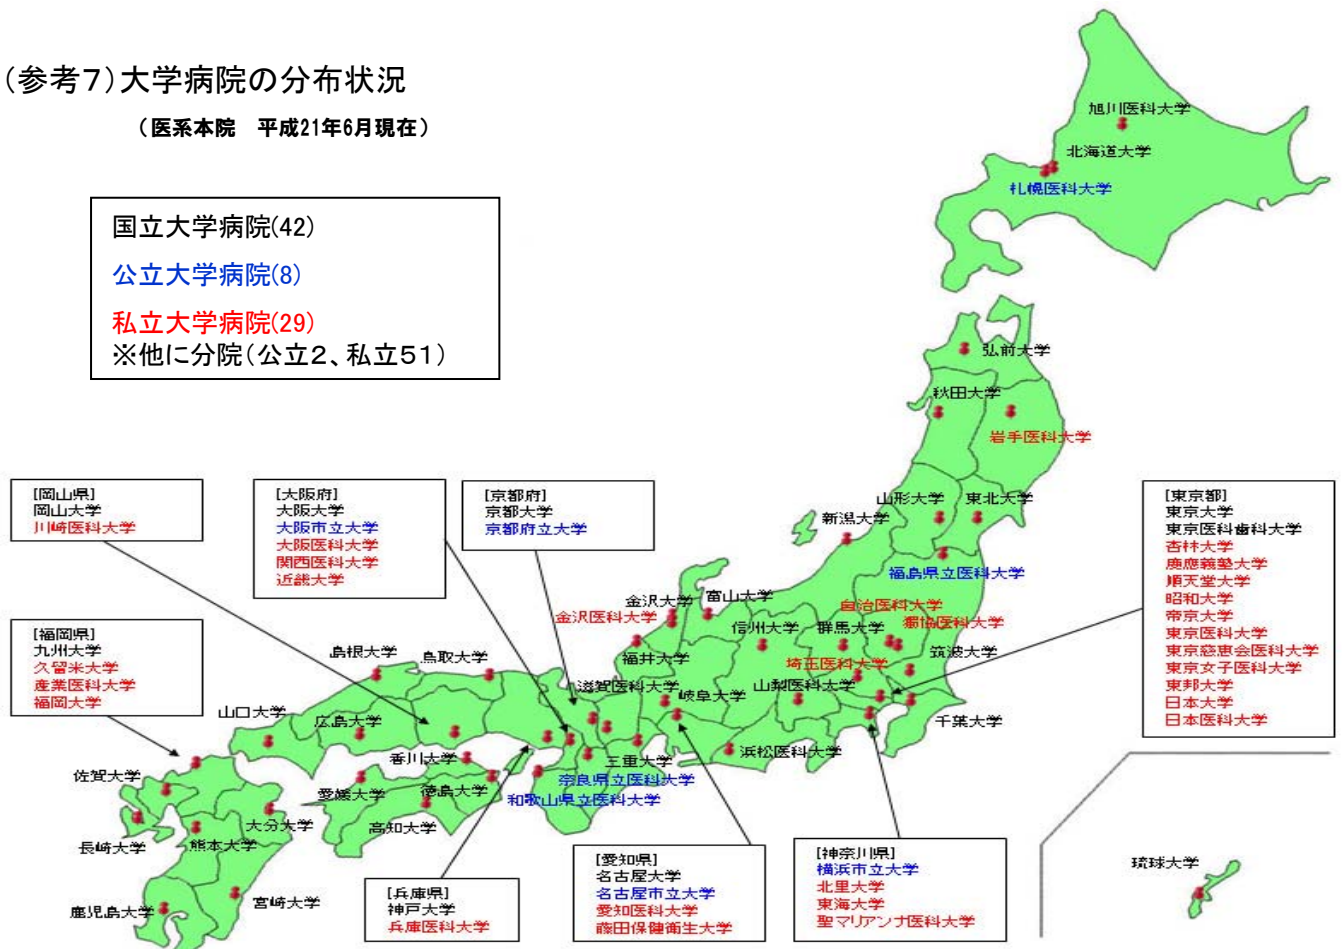 （参考７）大学病院の分布状況
（医系本院　平成21年6月現在）
国立大学病院(42)
公立大学病院(8)
私立大学病院(29)
※他に分院（公立２、私立５１）
旭川医科大学
北海道大学
札幌医科大学
弘前大学
秋田大学
岩手医科大学
山形大学
東北大学
新潟大学
福島県立医科大学
自治医科大学
獨協医科大学
群馬大学
筑波大学
埼玉医科大学
信州大学
富山大学
金沢大学
金沢医科大学
福井大学
山梨医科大学
千葉大学
滋賀医科大学
岐阜大学
浜松医科大学
三重大学
奈良県立医科大学
和歌山県立医科大学
島根大学
鳥取大学
山口大学
広島大学
香川大学
愛媛大学
徳島大学
高知大学
佐賀大学
長崎大学
熊本大学
大分大学
宮崎大学
鹿児島大学
琉球大学
[岡山県]
岡山大学
川崎医科大学
[大阪府]
大阪大学
大阪市立大学
大阪医科大学
関西医科大学
近畿大学
[京都府]
京都大学
京都府立大学
[東京都]
東京大学
東京医科歯科大学
杏林大学
慶應義塾大学
順天堂大学
昭和大学
帝京大学
東京医科大学
東京慈恵会医科大学
東京女子医科大学
東邦大学
日本大学
日本医科大学
[福岡県]
九州大学
久留米大学
産業医科大学
福岡大学
[兵庫県]
神戸大学
兵庫医科大学
[愛知県]
名古屋大学
名古屋市立大学
愛知医科大学
藤田保健衛生大学
[神奈川県]
横浜市立大学
北里大学
東海大学
聖マリアンナ医科大学